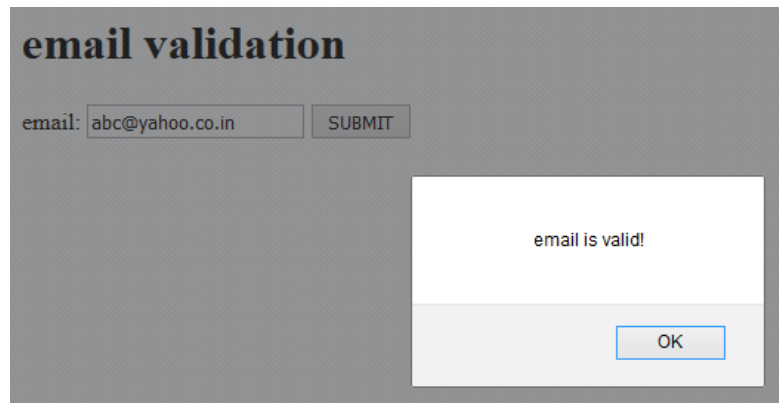 email validation
email: abc@yahoo.co.in SUBMIT
email is valid!
OK